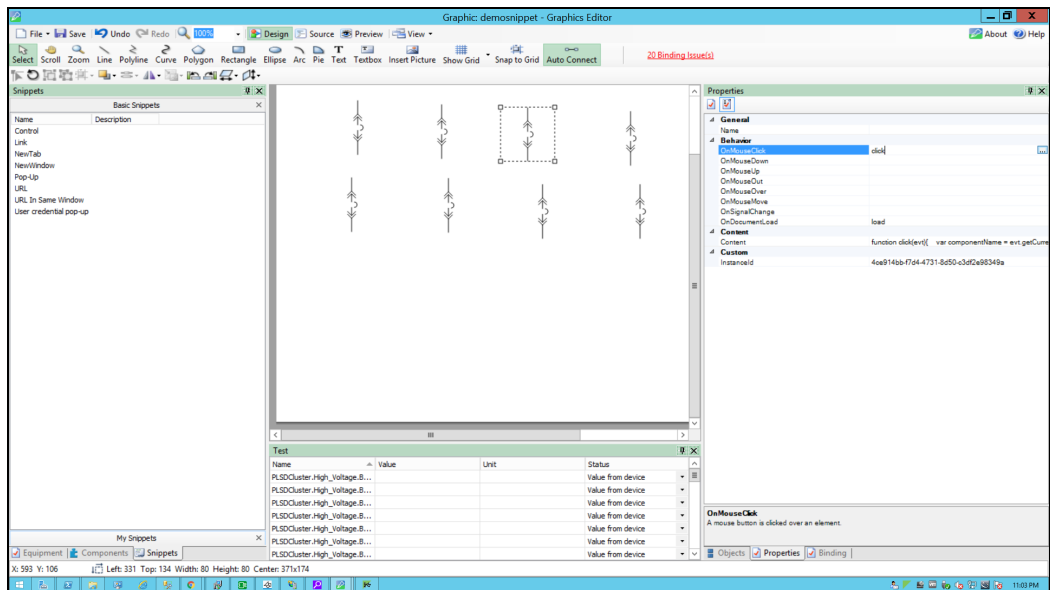 Graphic: demosnippet - Graphics Editor
File Save Undo Redo 100% Design Source Preview View About Help
Select Scroll Zoom Line Polyline Curve Polygon Rectangle Ellipse Arc Pie Text Textbox Insert Picture Show Grid Snap to Grid Auto Connect 20 Binding Issue(s)
Snippets
Basic Snippets
Name Description
Control
Link
NewTab
NewWindow
Pop-Up
URL
URL In Same Window
User credential pop-up
My Snippets
Equipment Components Snippets
Test
Name Value Unit Status
PLSDCluster.High_Voltage.B... Value from device
PLSDCluster.High_Voltage.B... Value from device
PLSDCluster.High_Voltage.B... Value from device
PLSDCluster.High_Voltage.B... Value from device
PLSDCluster.High_Voltage.B... Value from device
PLSDCluster.High_Voltage.B... Value from device
PLSDCluster.High_Voltage.B... Value from device
Properties
General
Name
Behavior
OnMouseClick click
OnMouseDown
OnMouseUp
OnMouseOut
OnMouseOver
OnMouseMove
OnSignalChange
OnDocumentLoad load
Content
Content function click(evt){ var componentName = evt.getCurre
Custom
InstanceId 4ce914bb-f7d4-4731-8d50-c3df2e98349a
OnMouseClick
A mouse button is clicked over an element.
Objects Properties Binding
X: 593 Y: 106 Left: 331 Top: 134 Width: 80 Height: 80 Center: 371x174
11:03 PM